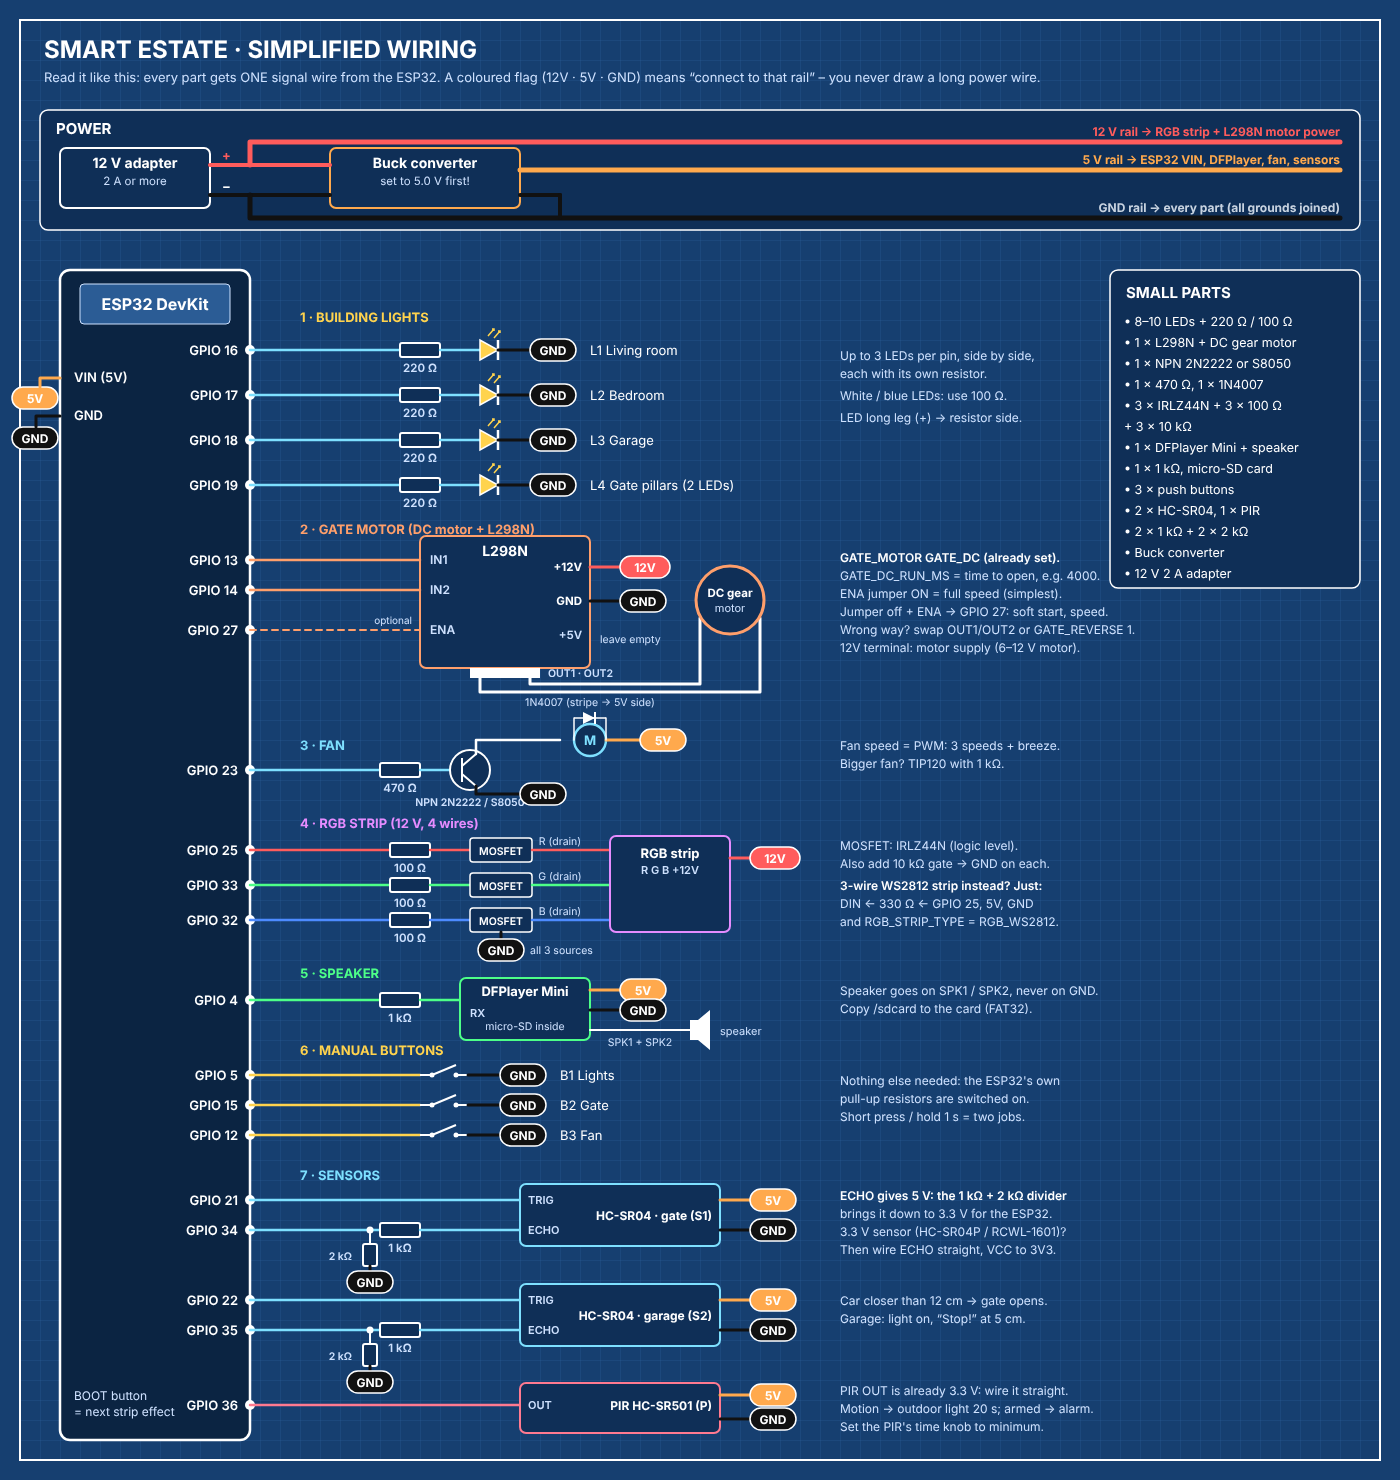 SMART ESTATE · SIMPLIFIED WIRING
Read it like this: every part gets ONE signal wire from the ESP32. A coloured flag (12V · 5V · GND) means “connect to that rail” – you never draw a long power wire.
POWER
12 V adapter
2 A or more
+
–
Buck converter
set to 5.0 V first!
12 V rail → RGB strip + L298N motor power
5 V rail → ESP32 VIN, DFPlayer, fan, sensors
GND rail → every part (all grounds joined)
ESP32 DevKit
VIN (5V)
5V
GND
GND
SMALL PARTS
• 8–10 LEDs + 220 Ω / 100 Ω
• 1 × L298N + DC gear motor
• 1 × NPN 2N2222 or S8050
• 1 × 470 Ω, 1 × 1N4007
• 3 × IRLZ44N + 3 × 100 Ω
+ 3 × 10 kΩ
• 1 × DFPlayer Mini + speaker
• 1 × 1 kΩ, micro-SD card
• 3 × push buttons
• 2 × HC-SR04, 1 × PIR
• 2 × 1 kΩ + 2 × 2 kΩ
• Buck converter
• 12 V 2 A adapter
1 · BUILDING LIGHTS
GPIO 16
220 Ω
GND
L1 Living room
GPIO 17
220 Ω
GND
L2 Bedroom
GPIO 18
220 Ω
GND
L3 Garage
GPIO 19
220 Ω
GND
L4 Gate pillars (2 LEDs)
Up to 3 LEDs per pin, side by side,
each with its own resistor.
White / blue LEDs: use 100 Ω.
LED long leg (+) → resistor side.
2 · GATE MOTOR (DC motor + L298N)
GPIO 13
GPIO 14
GPIO 27
optional
L298N
IN1
IN2
ENA
+12V
GND
+5V
12V
GND
leave empty
DC gear
motor
OUT1 · OUT2
GATE_MOTOR GATE_DC (already set).
GATE_DC_RUN_MS = time to open, e.g. 4000.
ENA jumper ON = full speed (simplest).
Jumper off + ENA → GPIO 27: soft start, speed.
Wrong way? swap OUT1/OUT2 or GATE_REVERSE 1.
12V terminal: motor supply (6–12 V motor).
1N4007 (stripe → 5V side)
3 · FAN
M
5V
GPIO 23
470 Ω
NPN 2N2222 / S8050
GND
Fan speed = PWM: 3 speeds + breeze.
Bigger fan? TIP120 with 1 kΩ.
4 · RGB STRIP (12 V, 4 wires)
GPIO 25
100 Ω
MOSFET
R (drain)
GPIO 33
100 Ω
MOSFET
G (drain)
GPIO 32
100 Ω
MOSFET
B (drain)
GND
all 3 sources
RGB strip
R G B +12V
12V
MOSFET: IRLZ44N (logic level).
Also add 10 kΩ gate → GND on each.
3-wire WS2812 strip instead? Just:
DIN ← 330 Ω ← GPIO 25, 5V, GND
and RGB_STRIP_TYPE = RGB_WS2812.
5 · SPEAKER
GPIO 4
1 kΩ
DFPlayer Mini
RX
micro-SD inside
5V
GND
SPK1 + SPK2
speaker
Speaker goes on SPK1 / SPK2, never on GND.
Copy /sdcard to the card (FAT32).
6 · MANUAL BUTTONS
GPIO 5
GND
B1 Lights
GPIO 15
GND
B2 Gate
GPIO 12
GND
B3 Fan
Nothing else needed: the ESP32's own
pull-up resistors are switched on.
Short press / hold 1 s = two jobs.
7 · SENSORS
GPIO 21
GPIO 34
2 kΩ
1 kΩ
GND
TRIG
ECHO
HC-SR04 · gate (S1)
5V
GND
ECHO gives 5 V: the 1 kΩ + 2 kΩ divider
brings it down to 3.3 V for the ESP32.
3.3 V sensor (HC-SR04P / RCWL-1601)?
Then wire ECHO straight, VCC to 3V3.
GPIO 22
GPIO 35
2 kΩ
1 kΩ
GND
TRIG
ECHO
HC-SR04 · garage (S2)
5V
GND
Car closer than 12 cm → gate opens.
Garage: light on, “Stop!” at 5 cm.
BOOT button
= next strip effect
GPIO 36
OUT
PIR HC-SR501 (P)
5V
GND
PIR OUT is already 3.3 V: wire it straight.
Motion → outdoor light 20 s; armed → alarm.
Set the PIR's time knob to minimum.